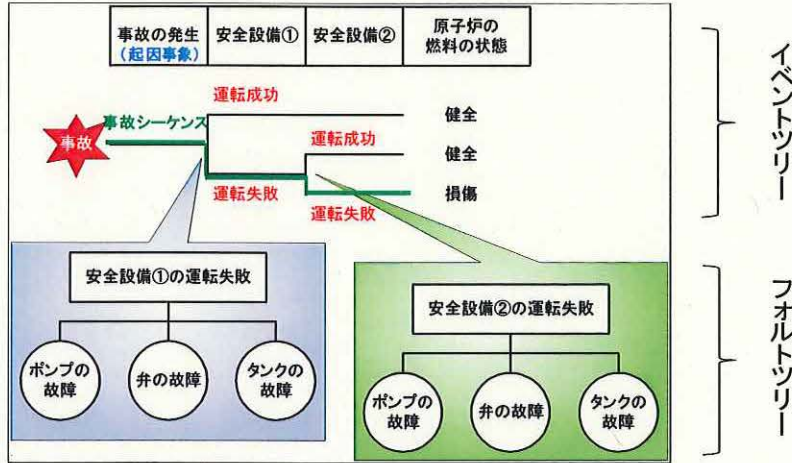 事故の発生
(起因事象)
安全設備①
安全設備②
原子炉の
燃料の状態
運転成功
事故シーケンス
事故
健全
運転成功
健全
運転失敗
損傷
運転失敗
イベントツリー
安全設備①の運転失敗
ポンプの
故障
弁の故障
タンクの
故障
安全設備②の運転失敗
ポンプの
故障
弁の故障
タンクの
故障
フォルトツリー